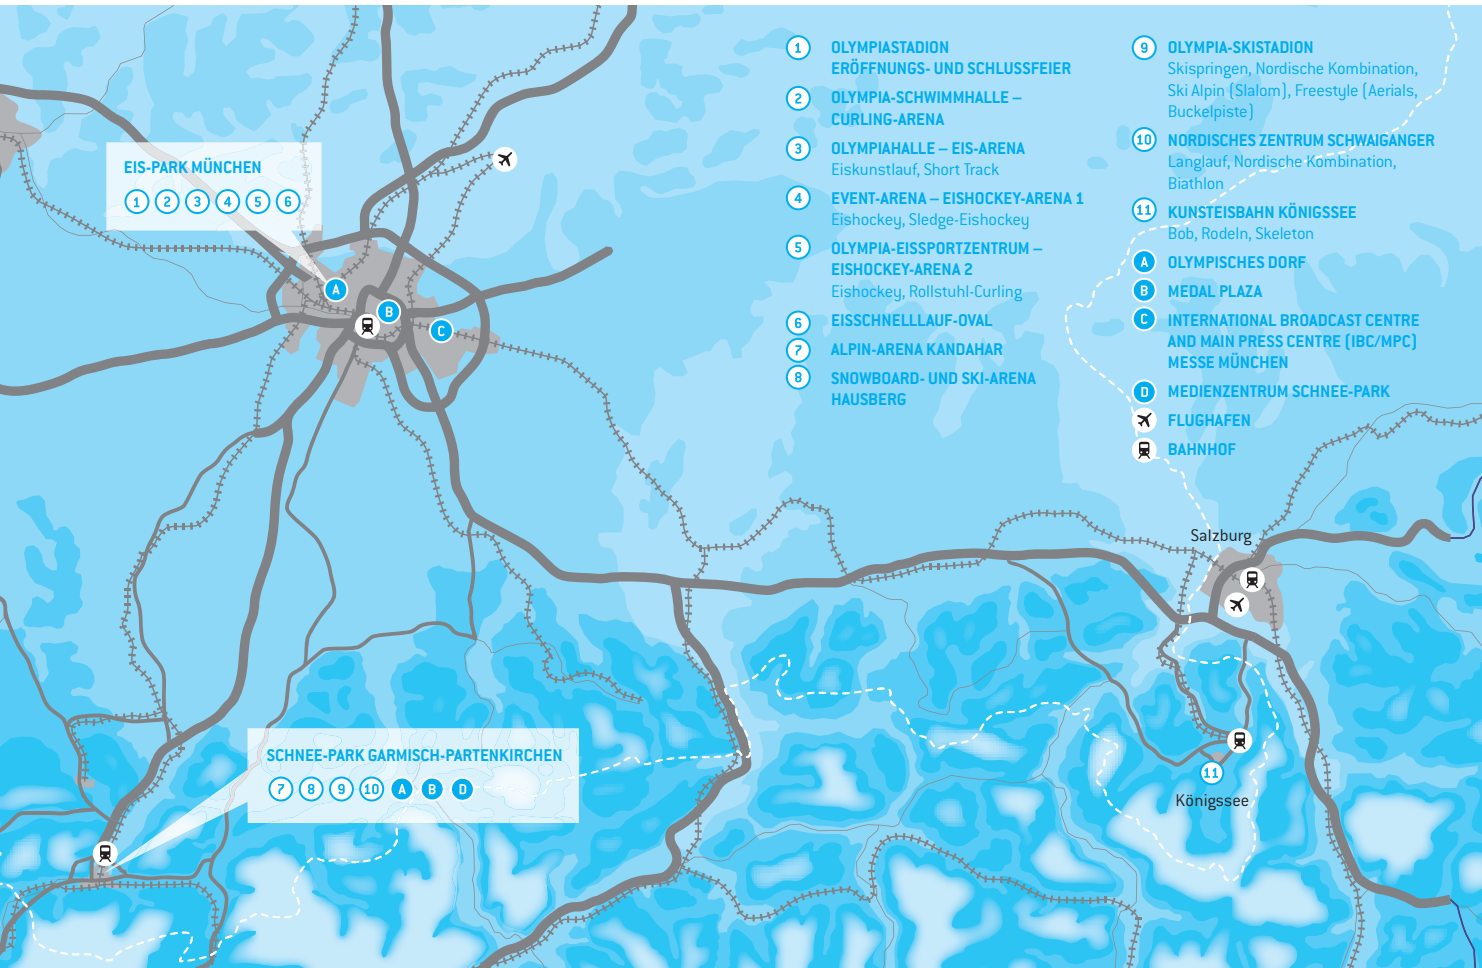 EIS-PARK MÜNCHEN
1 2 3 4 5 6
A
B
C
1 OLYMPIASTADION
ERÖFFNUNGS- UND SCHLUSSFEIER
2 OLYMPIA-SCHWIMMHALLE –
CURLING-ARENA
3 OLYMPIAHALLE – EIS-ARENA
Eiskunstlauf, Short Track
4 EVENT-ARENA – EISHOCKEY-ARENA 1
Eishockey, Sledge-Eishockey
5 OLYMPIA-EISSPORTZENTRUM –
EISHOCKEY-ARENA 2
Eishockey, Rollstuhl-Curling
6 EISSCHNELLLAUF-OVAL
7 ALPIN-ARENA KANDAHAR
8 SNOWBOARD- UND SKI-ARENA
HAUSBERG
9 OLYMPIA-SKISTADION
Skispringen, Nordische Kombination,
Ski Alpin (Slalom), Freestyle (Aerials,
Buckelpiste)
10 NORDISCHES ZENTRUM SCHWAIGANGER
Langlauf, Nordische Kombination,
Biathlon
11 KUNSTEISBAHN KÖNIGSSEE
Bob, Rodeln, Skeleton
A OLYMPISCHES DORF
B MEDAL PLAZA
C INTERNATIONAL BROADCAST CENTRE
AND MAIN PRESS CENTRE (IBC/MPC)
MESSE MÜNCHEN
D MEDIENZENTRUM SCHNEE-PARK
FLUGHAFEN
BAHNHOF
Salzburg
SCHNEE-PARK GARMISCH-PARTENKIRCHEN
7 8 9 10 A B D
11
Königssee